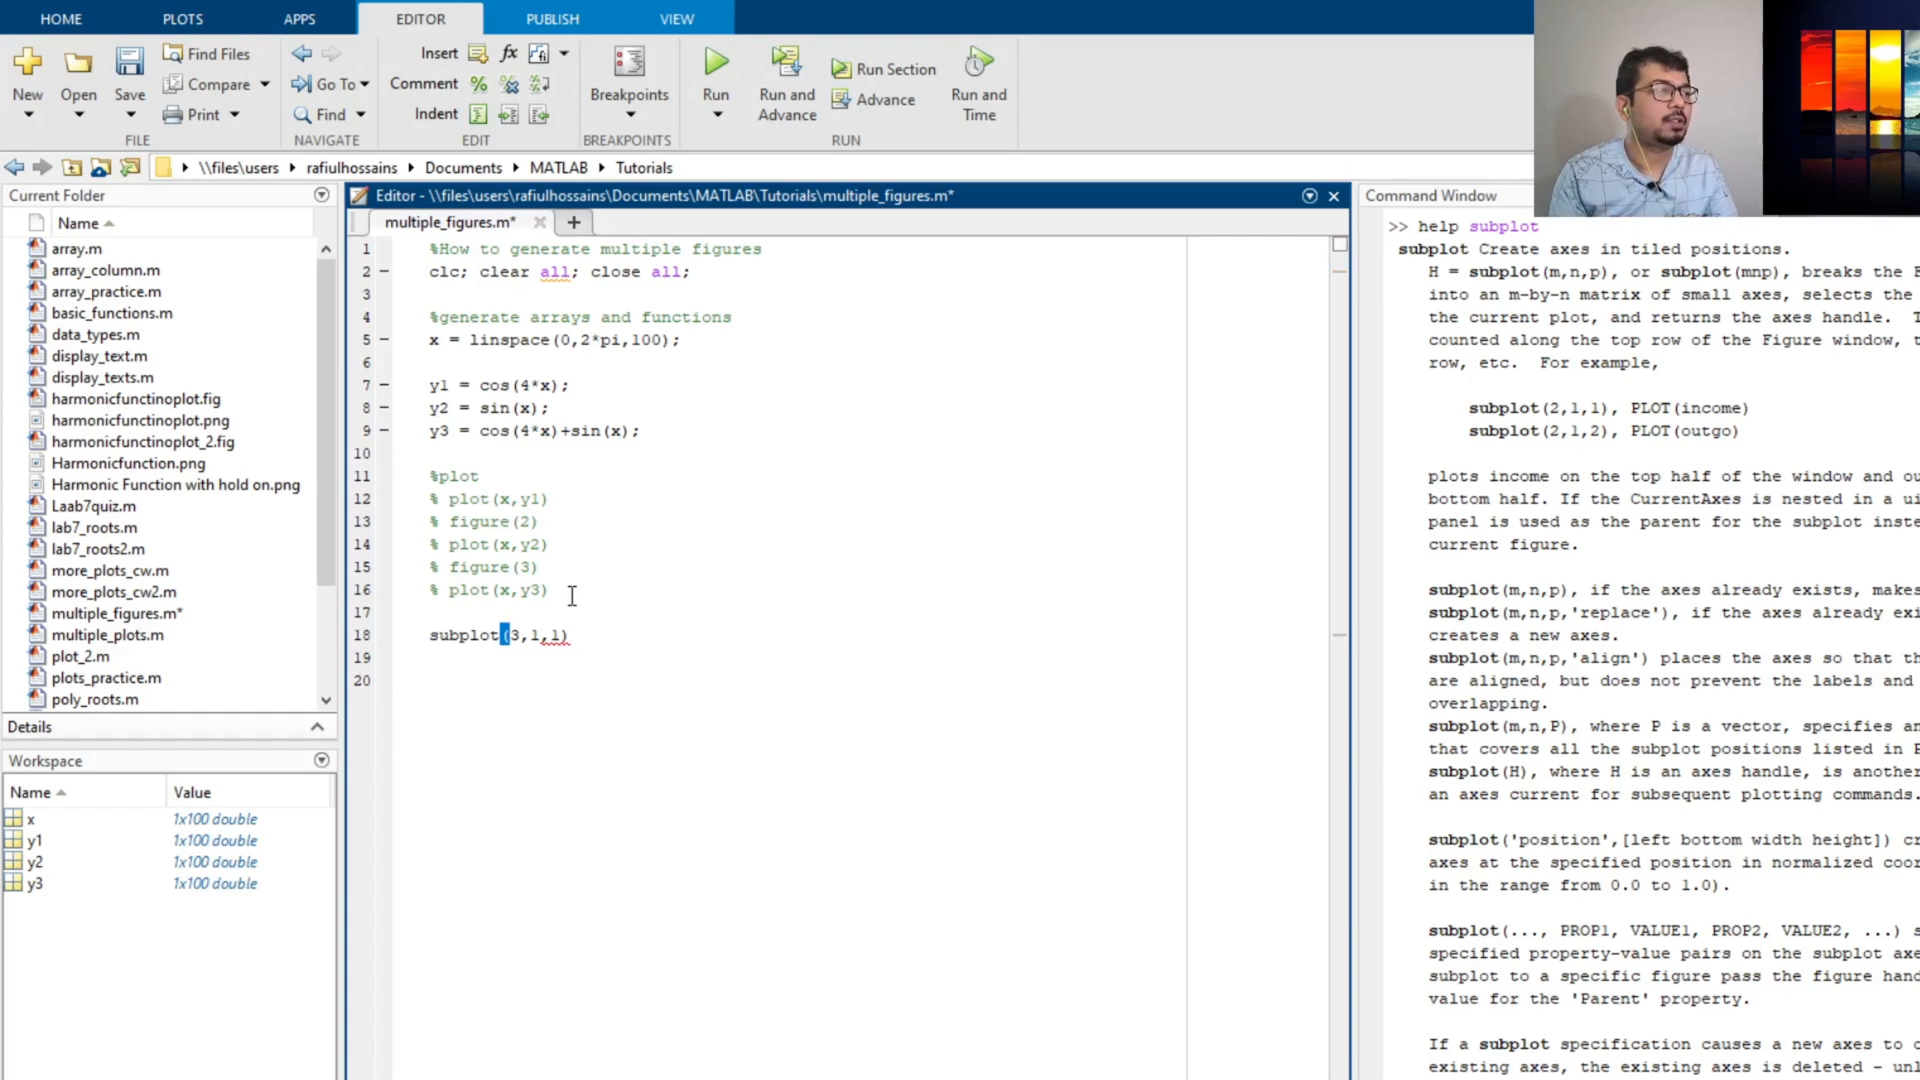 HOME PLOTS APPS EDITOR PUBLISH VIEW
New
Open
Save
Find Files
Compare
Print
Go To
Find
Insert fx
Comment
Indent
Breakpoints
Run
Run and Advance
Run Section
Advance
Run and Time
FILE NAVIGATE EDIT BREAKPOINTS RUN
\\files\users rafiulhossains Documents MATLAB Tutorials
Current Folder
Name
array.m
array_column.m
array_practice.m
basic_functions.m
data_types.m
display_text.m
display_texts.m
harmonicfunctinoplot.fig
harmonicfunctinoplot.png
harmonicfunctinoplot_2.fig
Harmonicfunction.png
Harmonic Function with hold on.png
Laab7quiz.m
lab7_roots.m
lab7_roots2.m
more_plots_cw.m
more_plots_cw2.m
multiple_figures.m*
multiple_plots.m
plot_2.m
plots_practice.m
poly_roots.m
Details
Workspace
Name Value
x 1x100 double
y1 1x100 double
y2 1x100 double
y3 1x100 double
Editor - \\files\users\rafiulhossains\Documents\MATLAB\Tutorials\multiple_figures.m*
multiple_figures.m*
1 %How to generate multiple figures
2 clc; clear all; close all;
3
4 %generate arrays and functions
5 x = linspace(0,2*pi,100);
6
7 y1 = cos(4*x);
8 y2 = sin(x);
9 y3 = cos(4*x)+sin(x);
10
11 %plot
12 % plot(x,y1)
13 % figure(2)
14 % plot(x,y2)
15 % figure(3)
16 % plot(x,y3)
17
18 subplot(3,1,1)
19
20
Command Window
>> help subplot
subplot Create axes in tiled positions.
H = subplot(m,n,p), or subplot(mnp), breaks the
into an m-by-n matrix of small axes, selects the
the current plot, and returns the axes handle.
counted along the top row of the Figure window,
row, etc. For example,
subplot(2,1,1), PLOT(income)
subplot(2,1,2), PLOT(outgo)
plots income on the top half of the window and
bottom half. If the CurrentAxes is nested in a
panel is used as the parent for the subplot
current figure.
subplot(m,n,p), if the axes already exists,
subplot(m,n,p,'replace'), if the axes already
creates a new axes.
subplot(m,n,p,'align') places the axes so that
are aligned, but does not prevent the labels and
overlapping.
subplot(m,n,P), where P is a vector, specifies
that covers all the subplot positions listed in
subplot(H), where H is an axes handle, is
an axes current for subsequent plotting commands.
subplot('position',[left bottom width height])
axes at the specified position in normalized
in the range from 0.0 to 1.0).
subplot(..., PROP1, VALUE1, PROP2, VALUE2, ...)
specified property-value pairs on the subplot
subplot to a specific figure pass the figure
value for the 'Parent' property.
If a subplot specification causes a new axes to
existing axes, the existing axes is deleted -